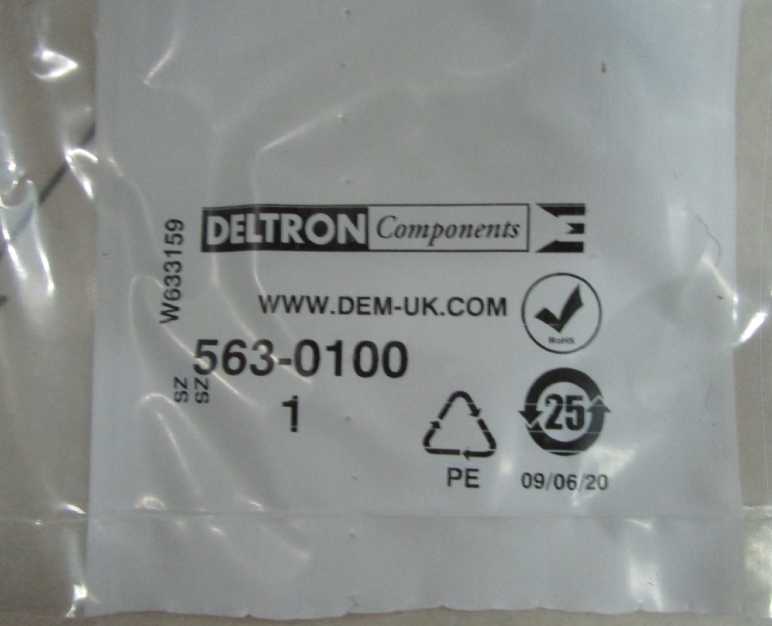 DELTRON Components
W633159
WWW.DEM-UK.COM
RoHS
563-0100
SZ
SZ
1
25
PE
09/06/20